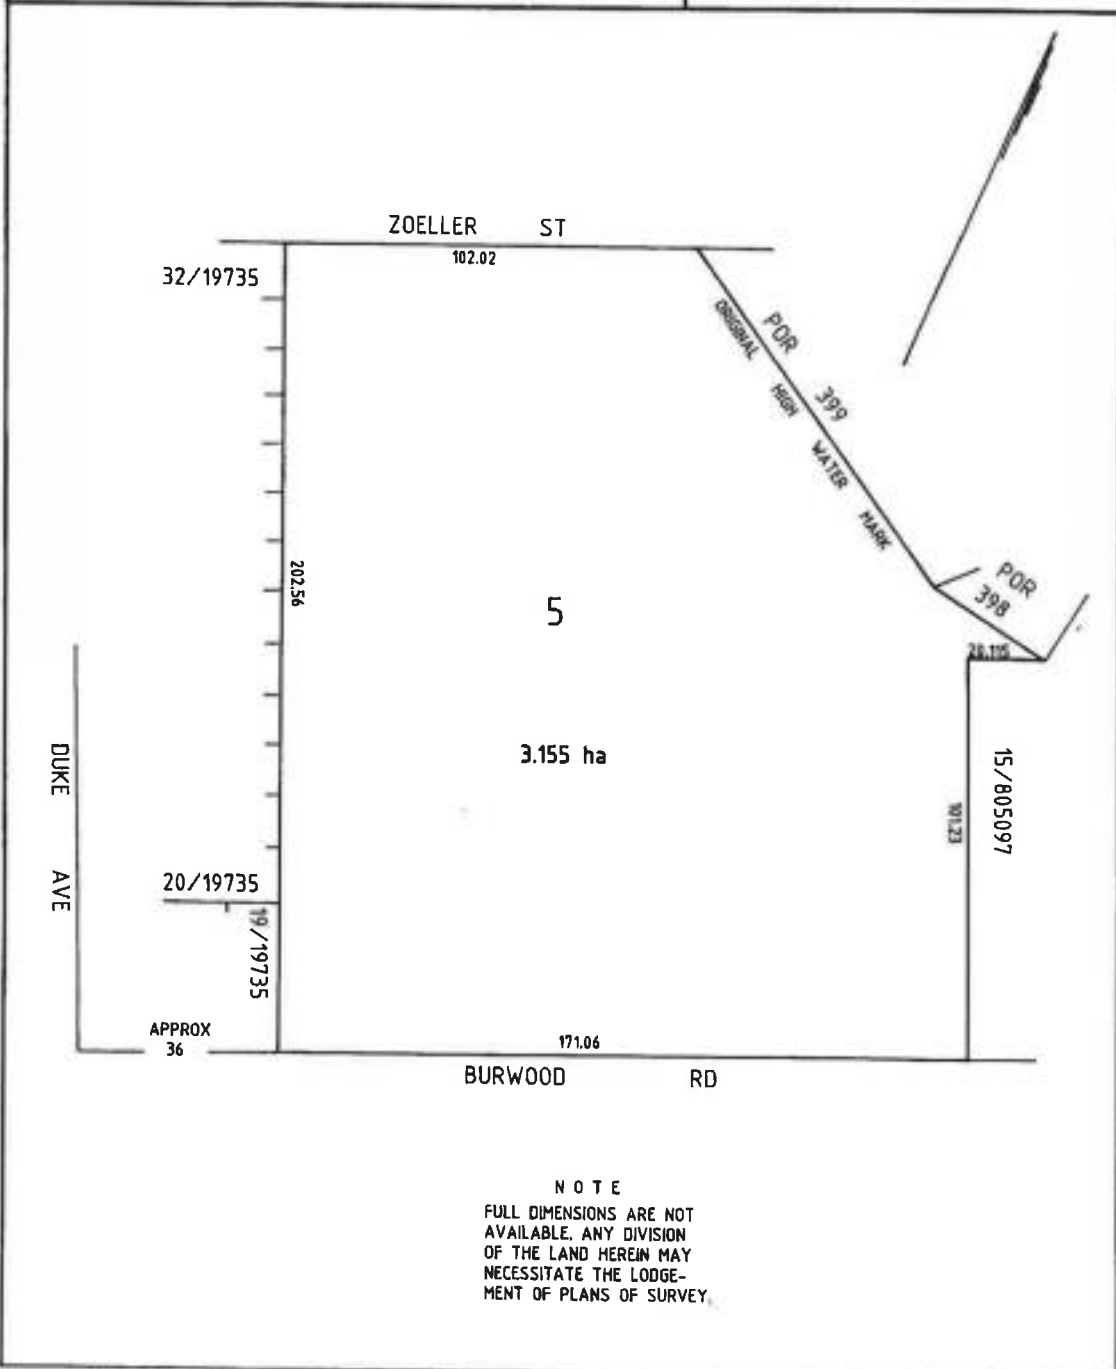 ZOELLER ST
102.02
32/19735
ORIGINAL HIGH WATER MARK
POR 399
POR 398
202.56
5
20.115
3.155 ha
15/805097
101.23
DUKE AVE
20/19735
19/19735
APPROX
36
171.06
BURWOOD RD
NOTE
FULL DIMENSIONS ARE NOT
AVAILABLE, ANY DIVISION
OF THE LAND HEREIN MAY
NECESSITATE THE LODGE-
MENT OF PLANS OF SURVEY.